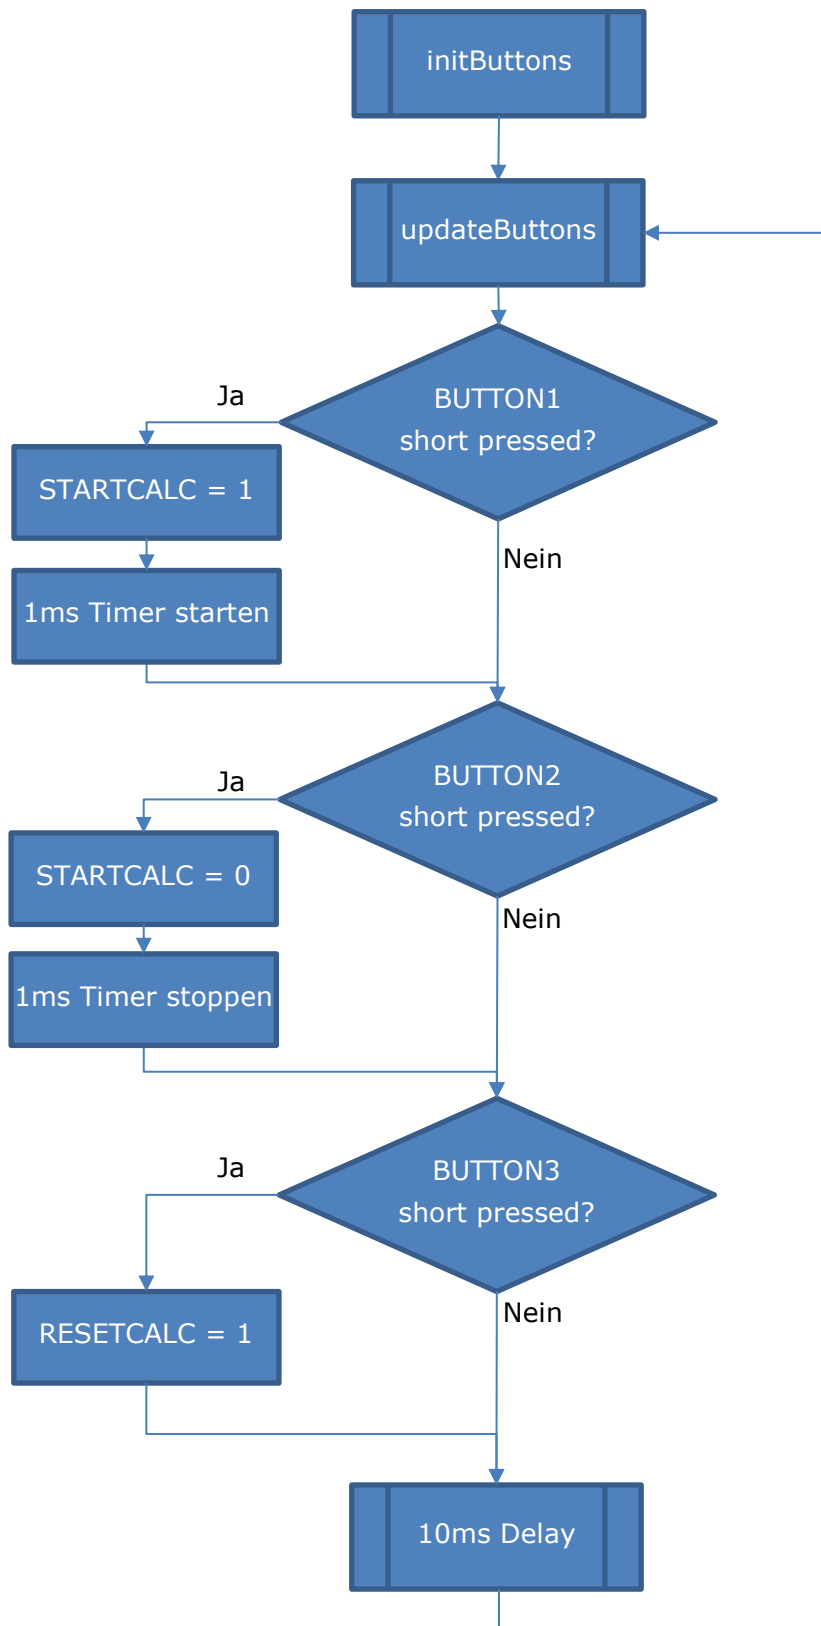 initButtons
updateButtons
BUTTON1
short pressed?
Ja
STARTCALC = 1
1ms Timer starten
Nein
BUTTON2
short pressed?
Ja
STARTCALC = 0
1ms Timer stoppen
Nein
BUTTON3
short pressed?
Ja
RESETCALC = 1
Nein
10ms Delay